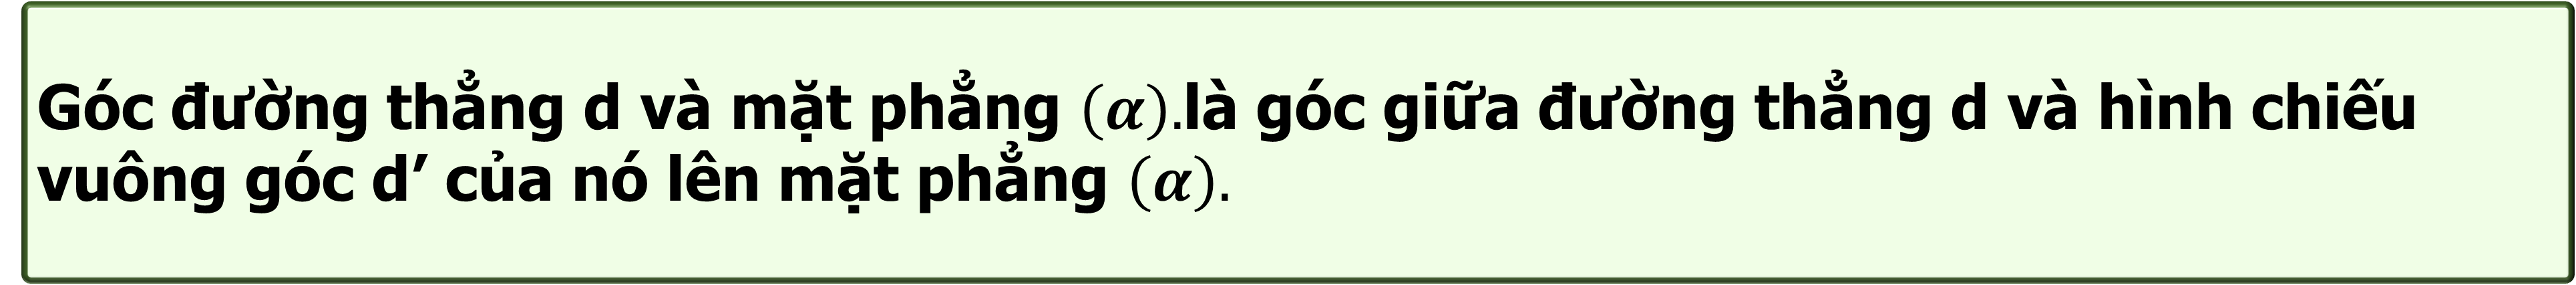 Góc đường thẳng d và mặt phẳng (α).là góc giữa đường thẳng d và hình chiếu
vuông góc d’ của nó lên mặt phẳng (α).